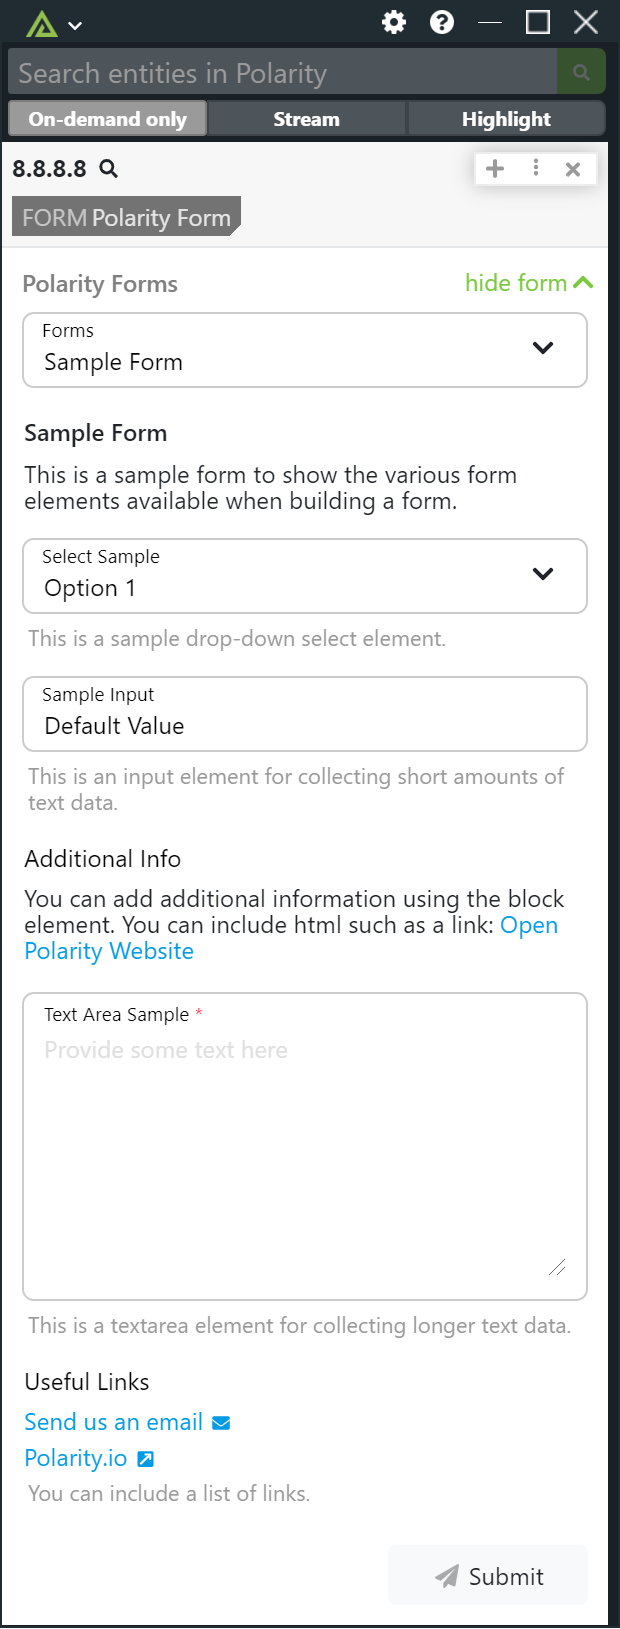 Search entities in Polarity
On-demand only
Stream
Highlight
8.8.8.8
FORM Polarity Form
Polarity Forms
hide form
Forms
Sample Form
Sample Form
This is a sample form to show the various form
elements available when building a form.
Select Sample
Option 1
This is a sample drop-down select element.
Sample Input
Default Value
This is an input element for collecting short amounts of
text data.
Additional Info
You can add additional information using the block
element. You can include html such as a link: Open
Polarity Website
Text Area Sample *
Provide some text here
This is a textarea element for collecting longer text data.
Useful Links
Send us an email
Polarity.io
You can include a list of links.
Submit